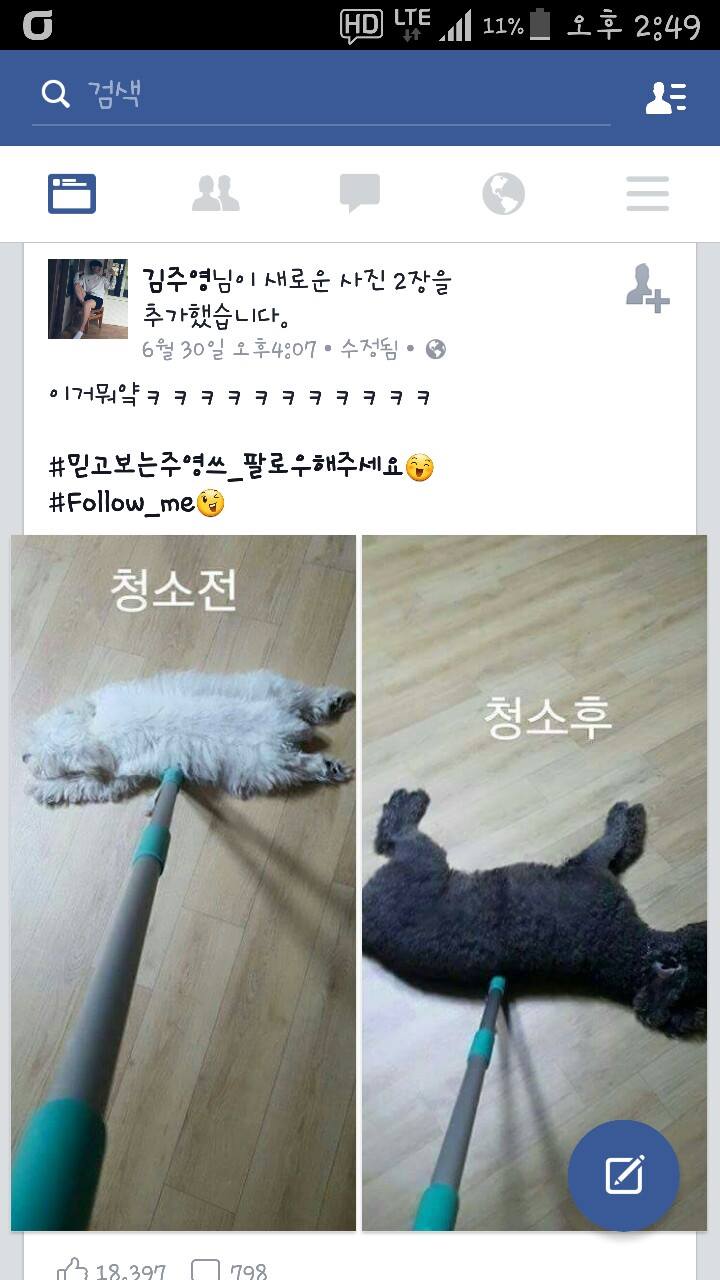 HD LTE 11% 오후 2:49
검색
김주영님이 새로운 사진 2장을
추가했습니다.
6월 30일 오후4:07 • 수정됨 •
이거뭐얔ㅋㅋㅋㅋㅋㅋㅋㅋㅋㅋㅋ
#믿고보는주영쓰_팔로우해주세요😄
#Follow_me😉
청소전
청소후
18,397 798